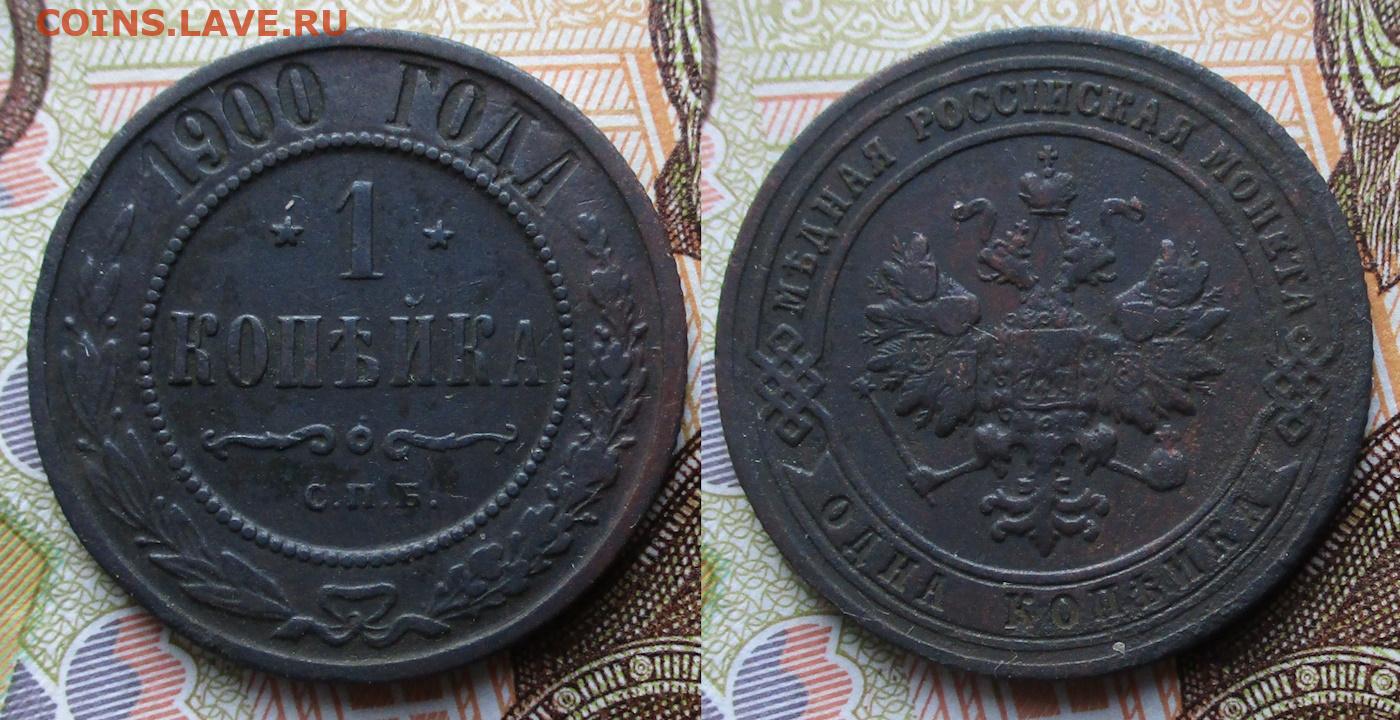 COINS.LAVE.RU
1900 ГОДА
1
КОПѢЙКА
С.П.Б.
МѢДНАЯ РОССІЙСКАЯ МОНЕТА
ОДНА КОПѢЙКА